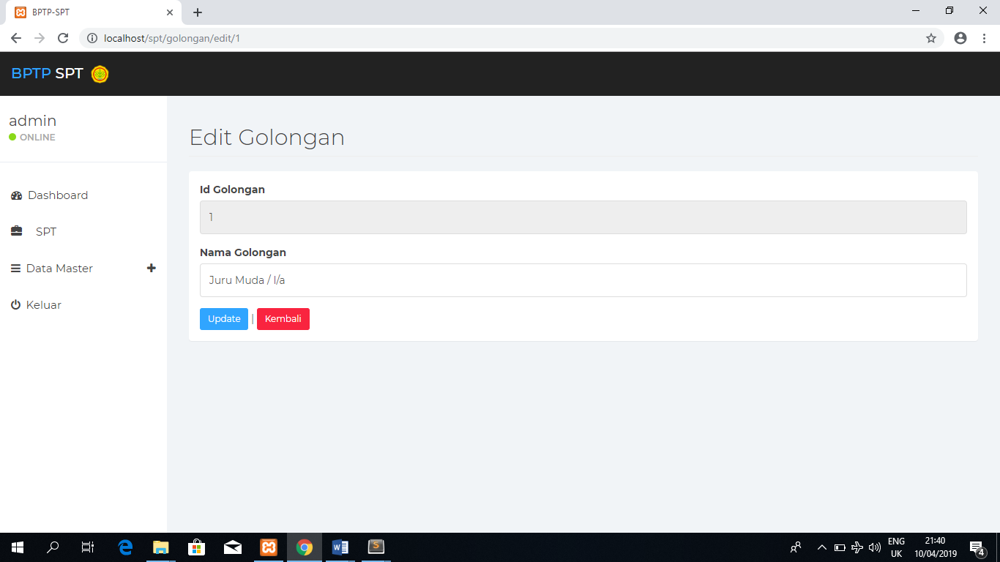 BPTP-SPT
localhost/spt/golongan/edit/1
BPTP SPT
admin
ONLINE
Dashboard
SPT
Data Master
Keluar
Edit Golongan
Id Golongan
1
Nama Golongan
Juru Muda / I/a
Update | Kembali
ENG
UK
21:40
10/04/2019
4